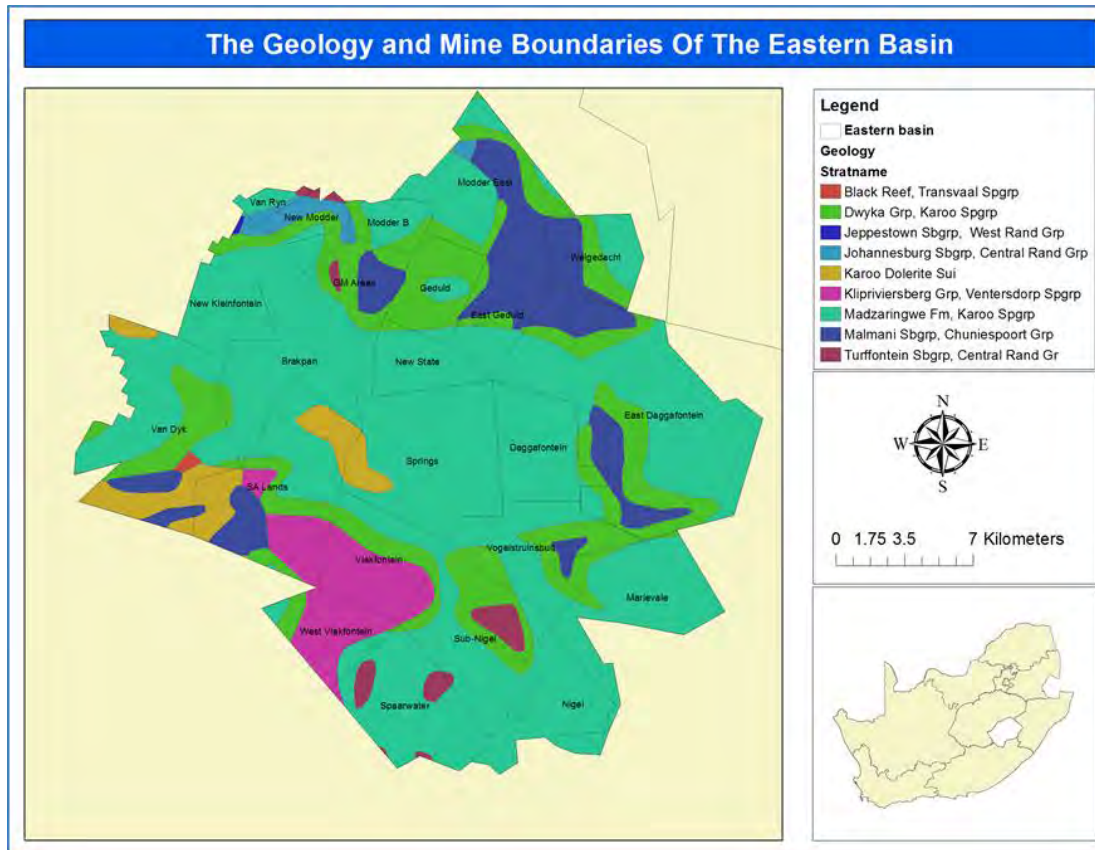 The Geology and Mine Boundaries Of The Eastern Basin
Modder East
Van Ryn
New Modder
Modder B
Welgedacht
GM Areas
Geduld
New Kleinfontein
East Geduld
Brakpan
New State
East Daggafontein
Van Dyk
Daggafontein
Springs
SA Lands
Vogelstruisbult
Vlakfontein
Marievale
West Vlakfontein
Sub-Nigel
Spaarwater
Nigel
Legend
Eastern basin
Geology
Stratname
Black Reef, Transvaal Spgrp
Dwyka Grp, Karoo Spgrp
Jeppestown Sbgrp, West Rand Grp
Johannesburg Sbgrp, Central Rand Grp
Karoo Dolerite Sui
Klipriviersberg Grp, Ventersdorp Spgrp
Madzaringwe Fm, Karoo Spgrp
Malmani Sbgrp, Chuniespoort Grp
Turffontein Sbgrp, Central Rand Gr
N
W E
S
0 1.75 3.5 7 Kilometers